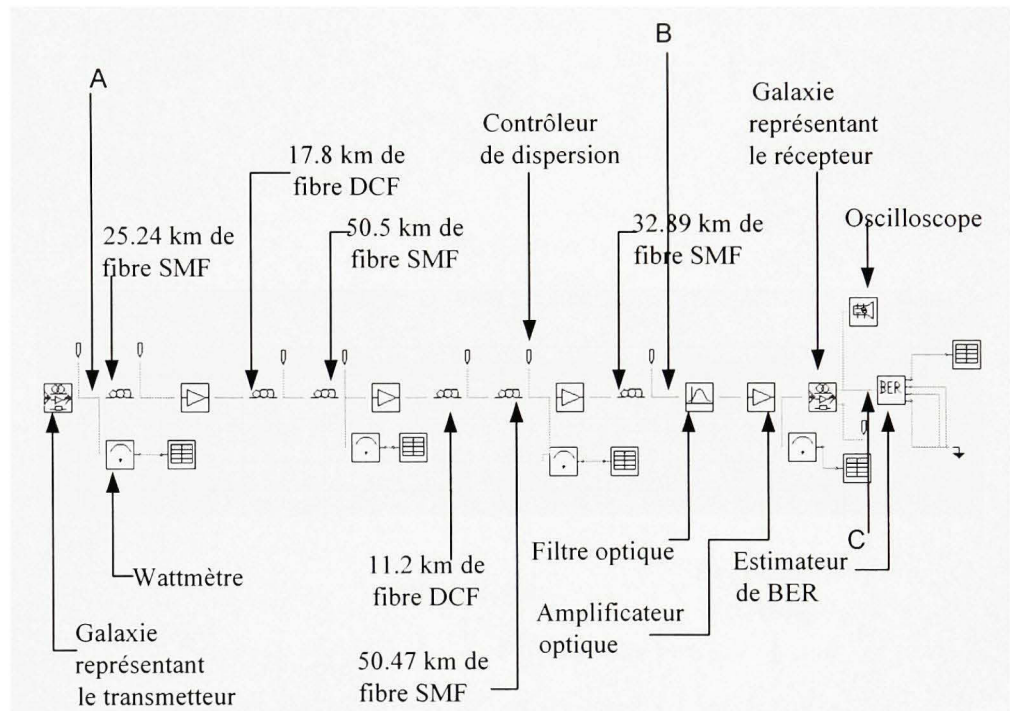 B
A
Galaxie
représentant
le récepteur
Contrôleur
de dispersion
17.8 km de
fibre DCF
Oscilloscope
25.24 km de
fibre SMF
50.5 km de
fibre SMF
32.89 km de
fibre SMF
BER
C
Filtre optique
Estimateur
de BER
Wattmètre
11.2 km de
fibre DCF
Amplificateur
optique
Galaxie
représentant
le transmetteur
50.47 km de
fibre SMF